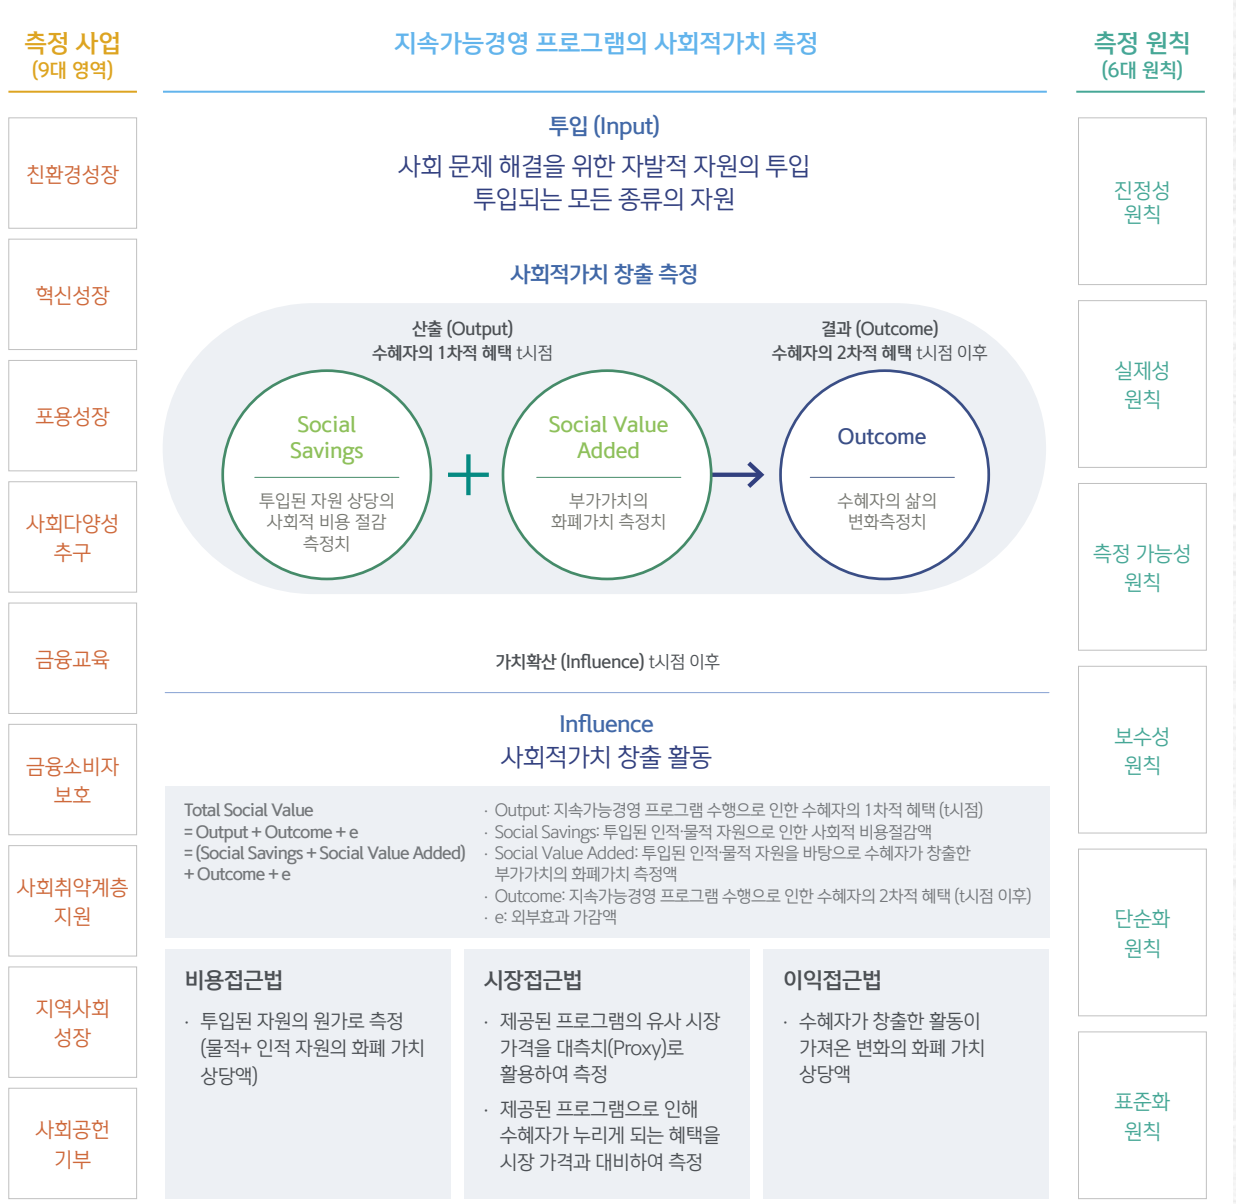 측정 사업
(9대 영역)
친환경성장
혁신성장
포용성장
사회다양성
추구
금융교육
금융소비자
보호
사회취약계층
지원
지역사회
성장
사회공헌
기부
지속가능경영 프로그램의 사회적가치 측정
투입 (Input)
사회 문제 해결을 위한 자발적 자원의 투입
투입되는 모든 종류의 자원
사회적가치 창출 측정
산출 (Output)
수혜자의 1차적 혜택 t시점
결과 (Outcome)
수혜자의 2차적 혜택 t시점 이후
Social
Savings
투입된 자원 상당의
사회적 비용 절감
측정치
+
Social Value
Added
부가가치의
화폐가치 측정치
Outcome
수혜자의 삶의
변화측정치
가치확산 (Influence) t시점 이후
Influence
사회적가치 창출 활동
Total Social Value
= Output + Outcome + e
= (Social Savings + Social Value Added)
+ Outcome + e
· Output: 지속가능경영 프로그램 수행으로 인한 수혜자의 1차적 혜택 (t시점)
· Social Savings: 투입된 인적·물적 자원으로 인한 사회적 비용절감액
· Social Value Added: 투입된 인적·물적 자원을 바탕으로 수혜자가 창출한
부가가치의 화폐가치 측정액
· Outcome: 지속가능경영 프로그램 수행으로 인한 수혜자의 2차적 혜택 (t시점 이후)
· e: 외부효과 가감액
비용접근법
· 투입된 자원의 원가로 측정
(물적+ 인적 자원의 화폐 가치
상당액)
시장접근법
· 제공된 프로그램의 유사 시장
가격을 대측치(Proxy)로
활용하여 측정
· 제공된 프로그램으로 인해
수혜자가 누리게 되는 혜택을
시장 가격과 대비하여 측정
이익접근법
· 수혜자가 창출한 활동이
가져온 변화의 화폐 가치
상당액
측정 원칙
(6대 원칙)
진정성
원칙
실제성
원칙
측정 가능성
원칙
보수성
원칙
단순화
원칙
표준화
원칙